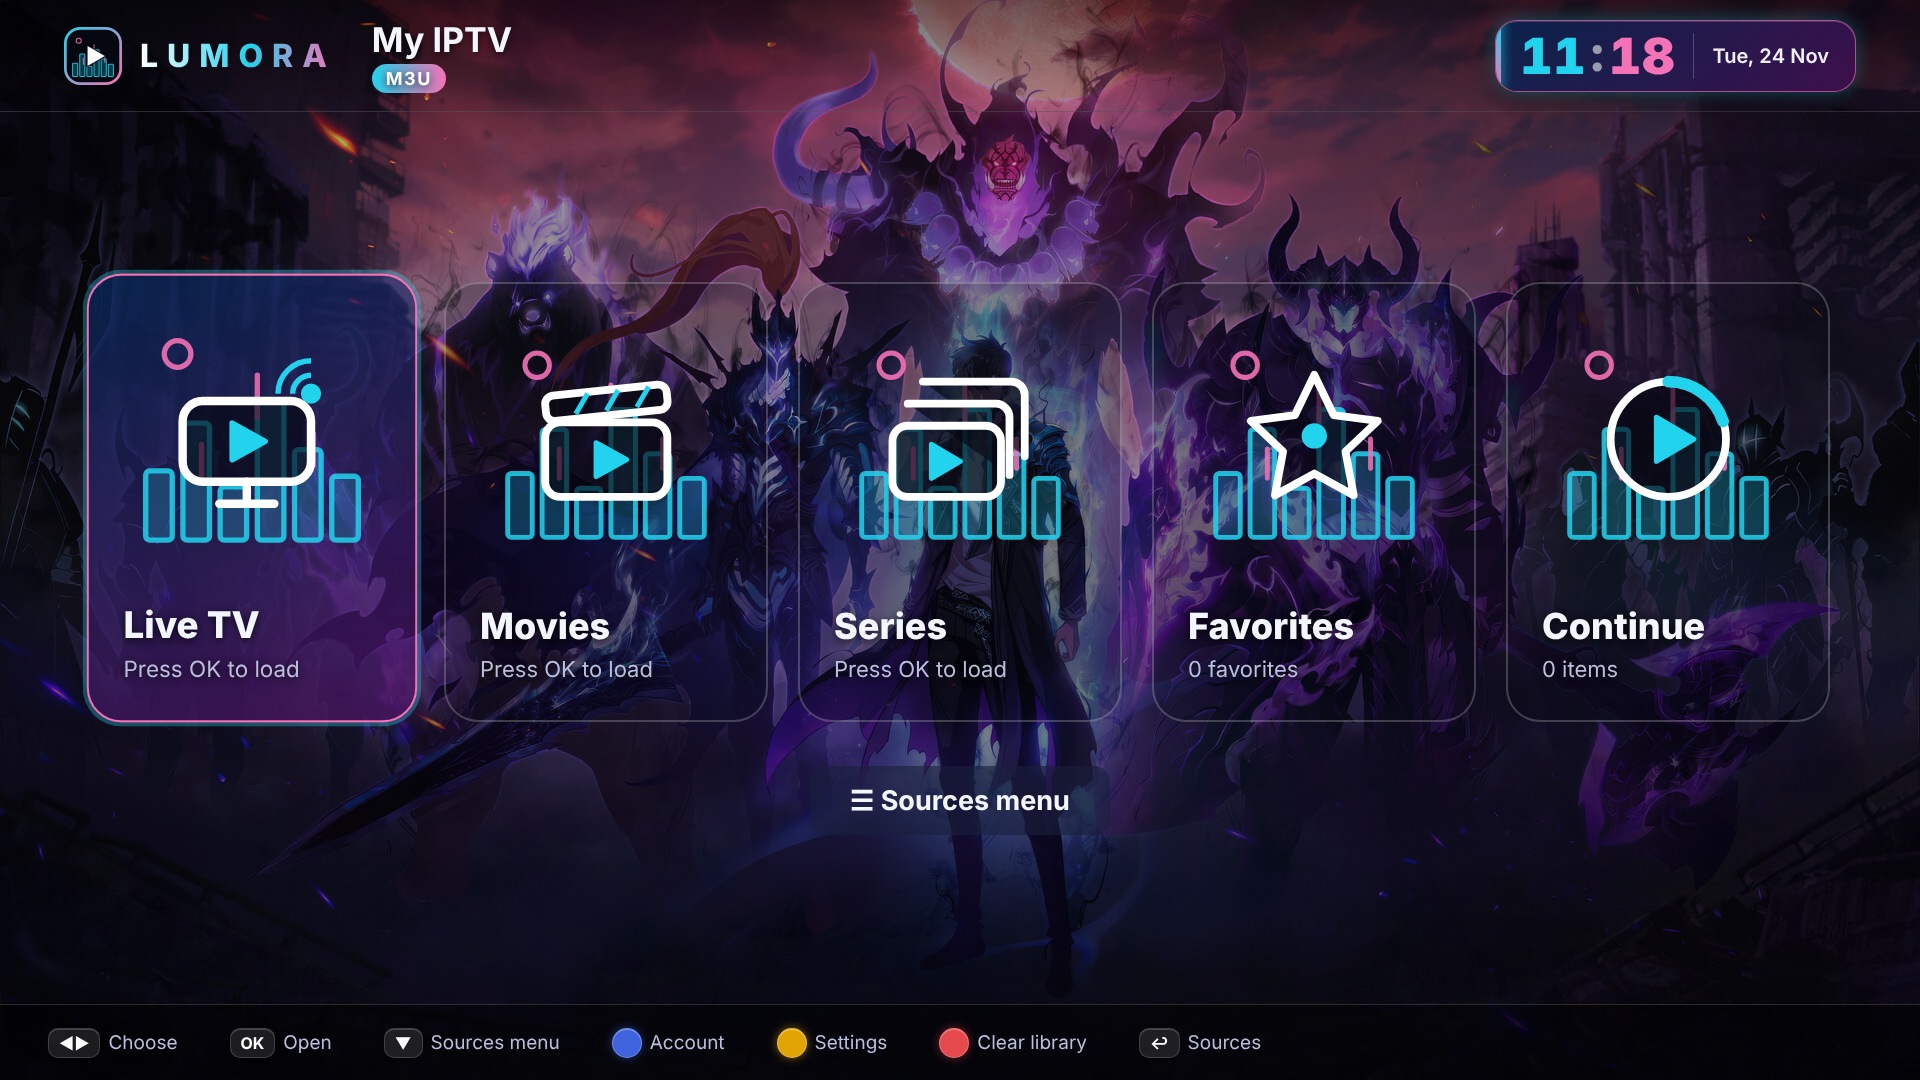 LUMORA
My IPTV
M3U
11:18
Tue, 24 Nov
Live TV
Press OK to load
Movies
Press OK to load
Series
Press OK to load
Favorites
0 favorites
Continue
0 items
☰ Sources menu
◀▶ Choose
OK Open
▼ Sources menu
Account
Settings
Clear library
↩ Sources